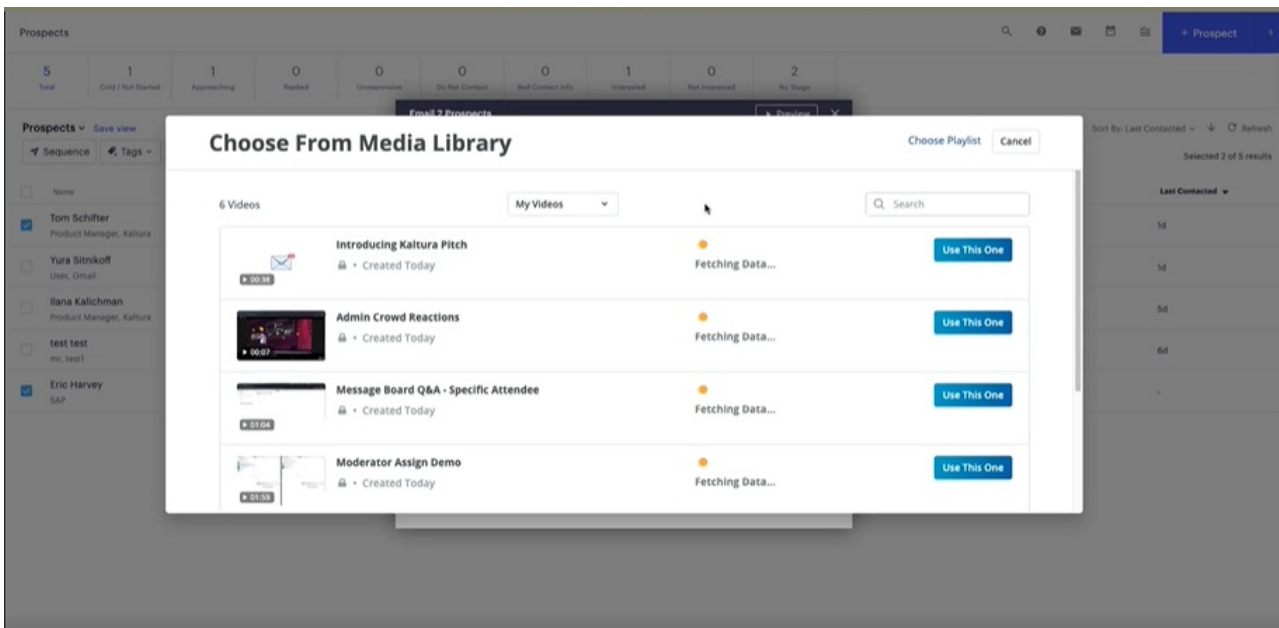 Prospects
+ Prospect
5 1 1 0 0 0 0 1 0 2
Total Cold / Not Started Approaching Replied Unresponsive Do Not Contact Bad Contact Info Interested Not Interested No Stage
Email 2 Prospects Preview
Prospects Save view
Sort By: Last Contacted Refresh
Sequence Tags
Selected 2 of 5 results
Name
Last Contacted
Tom Schifter
Product Manager, Kaltura
1d
Yura Sitnikoff
User, Gmail
1d
Ilana Kalichman
Product Manager, Kaltura
5d
test test
mr, test1
6d
Eric Harvey
SAP
-
Choose From Media Library
Choose Playlist Cancel
6 Videos My Videos Search
Introducing Kaltura Pitch
• Created Today
00:38
Fetching Data...
Use This One
Admin Crowd Reactions
• Created Today
00:07
Fetching Data...
Use This One
Message Board Q&A - Specific Attendee
• Created Today
01:04
Fetching Data...
Use This One
Moderator Assign Demo
• Created Today
01:59
Fetching Data...
Use This One